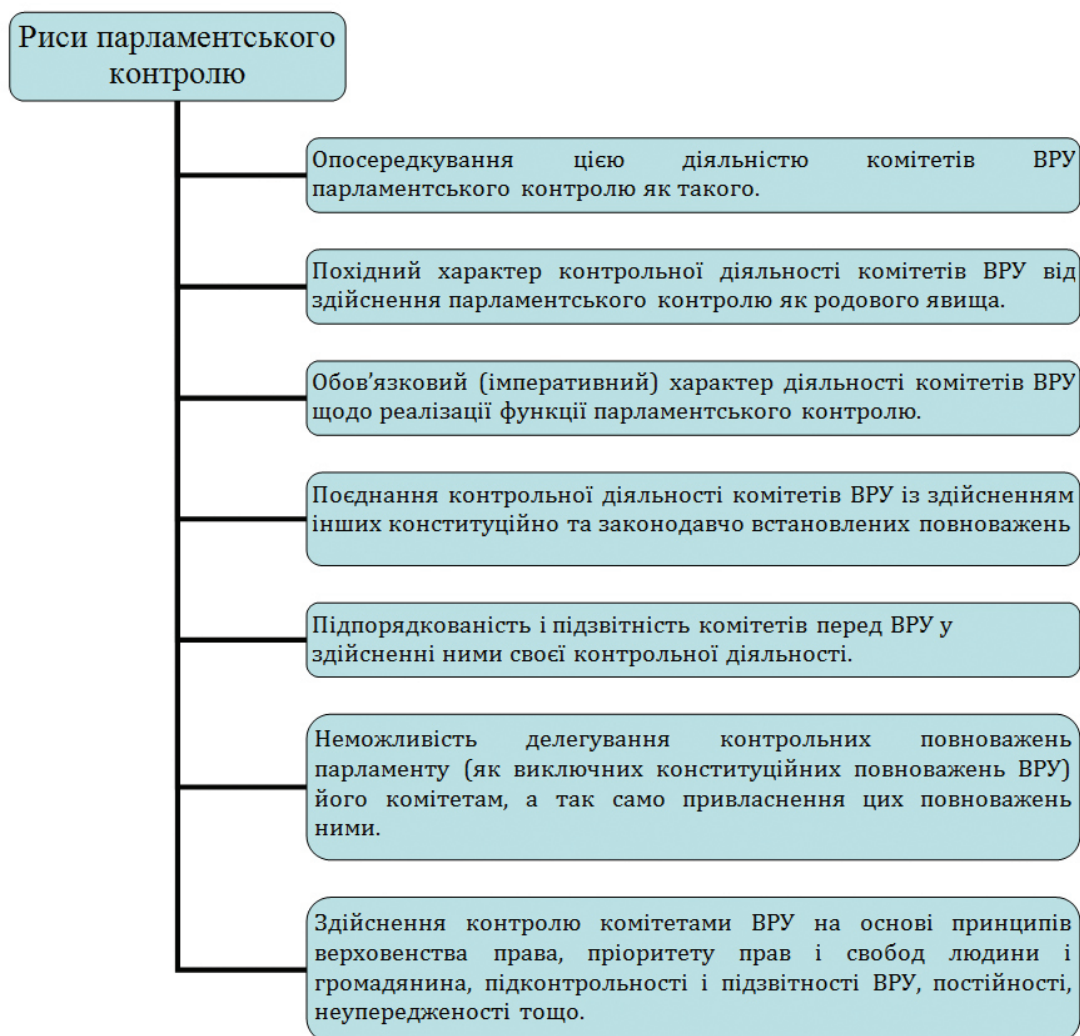 Риси парламентського
контролю
Опосередкування цією діяльністю комітетів ВРУ
парламентського контролю як такого.
Похідний характер контрольної діяльності комітетів ВРУ від
здійснення парламентського контролю як родового явища.
Обов’язковий (імперативний) характер діяльності комітетів ВРУ
щодо реалізації функції парламентського контролю.
Поєднання контрольної діяльності комітетів ВРУ із здійсненням
інших конституційно та законодавчо встановлених повноважень
Підпорядкованість і підзвітність комітетів перед ВРУ у
здійсненні ними своєї контрольної діяльності.
Неможливість делегування контрольних повноважень
парламенту (як виключних конституційних повноважень ВРУ)
його комітетам, а так само привласнення цих повноважень
ними.
Здійснення контролю комітетами ВРУ на основі принципів
верховенства права, пріоритету прав і свобод людини і
громадянина, підконтрольності і підзвітності ВРУ, постійності,
неупередженості тощо.